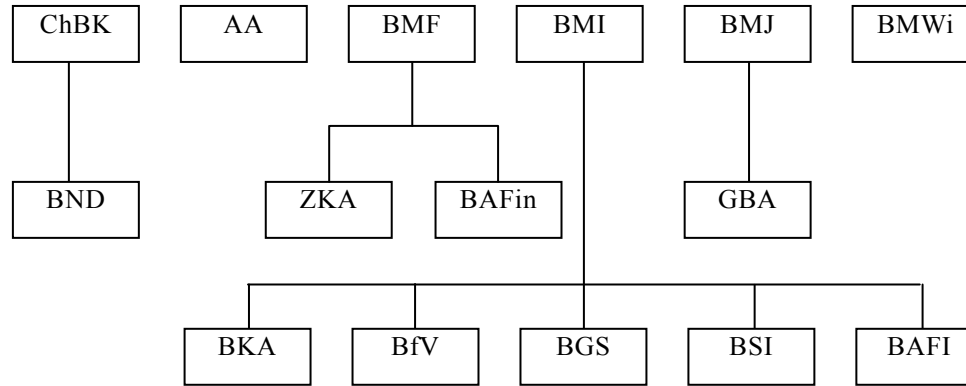 ChBK AA BMF BMI BMJ BMWi
BND ZKA BAFin GBA
BKA BfV BGS BSI BAFI